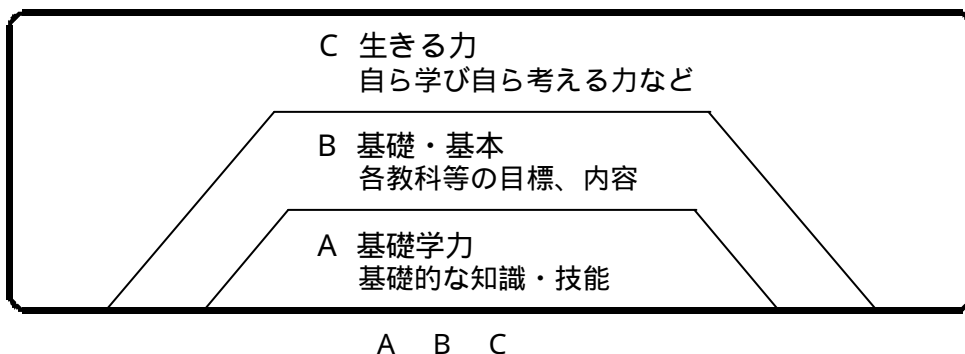 C 生きる力
自ら学び自ら考える力など
B 基礎・基本
各教科等の目標、内容
A 基礎学力
基礎的な知識・技能
A B C